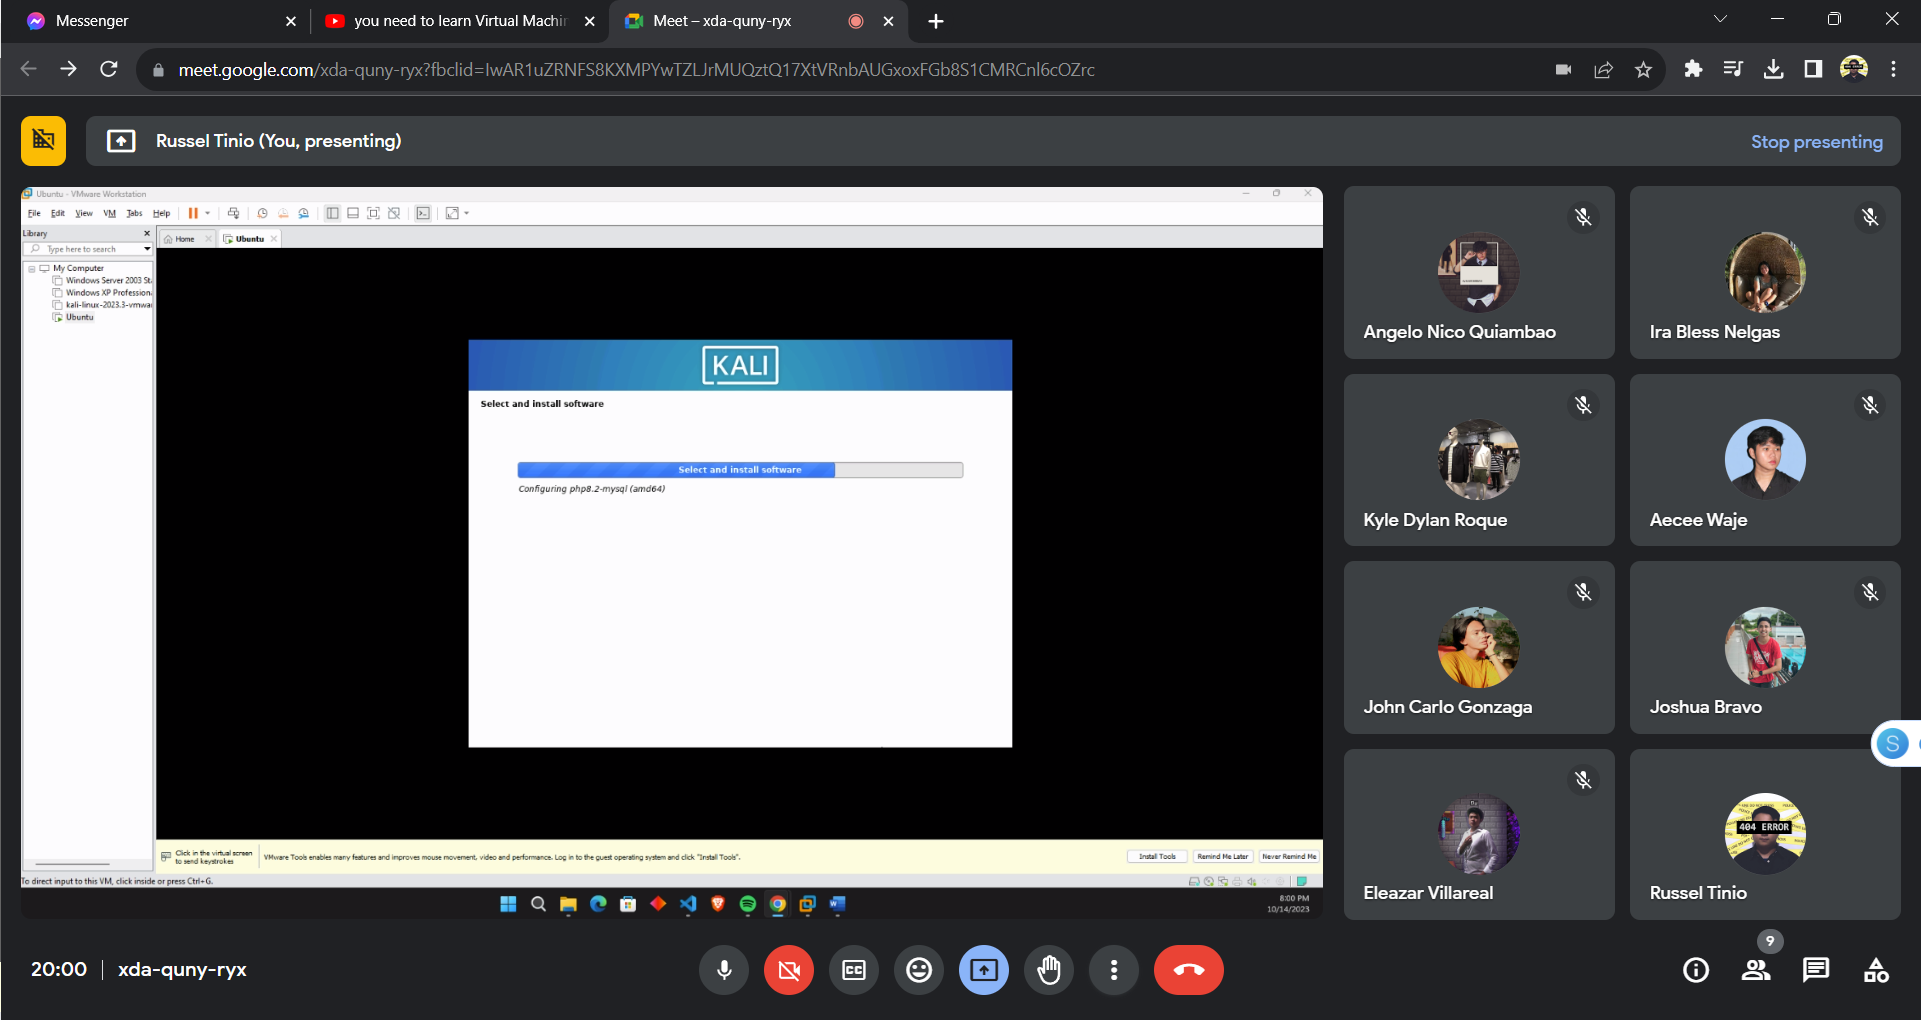 Messenger
you need to learn Virtual Machin
Meet – xda-quny-ryx
meet.google.com/xda-quny-ryx?fbclid=IwAR1uZRNFS8KXMPYwTZLJrMUQztQ17XtVRnbAUGxoxFGb8S1CMRCnl6cOZrc
Russel Tinio (You, presenting)
Stop presenting
Ubuntu - VMware Workstation
File Edit View VM Tabs Help
Library
Type here to search
Home
Ubuntu
My Computer
Windows Server 2003 St
Windows XP Profession
kali-linux-2023.3-vmwa
Ubuntu
KALI
Select and install software
Select and install software
Configuring php8.2-mysql (amd64)
Click in the virtual screen
to send keystrokes
VMware Tools enables many features and improves mouse movement, video and performance. Log in to the guest operating system and click "Install Tools".
Install Tools
Remind Me Later
Never Remind Me
To direct input to this VM, click inside or press Ctrl+G.
8:00 PM
10/14/2023
Angelo Nico Quiambao
Ira Bless Nelgas
Kyle Dylan Roque
Aecee Waje
John Carlo Gonzaga
Joshua Bravo
Eleazar Villareal
404 ERROR
Russel Tinio
S
20:00
xda-quny-ryx
CC
9